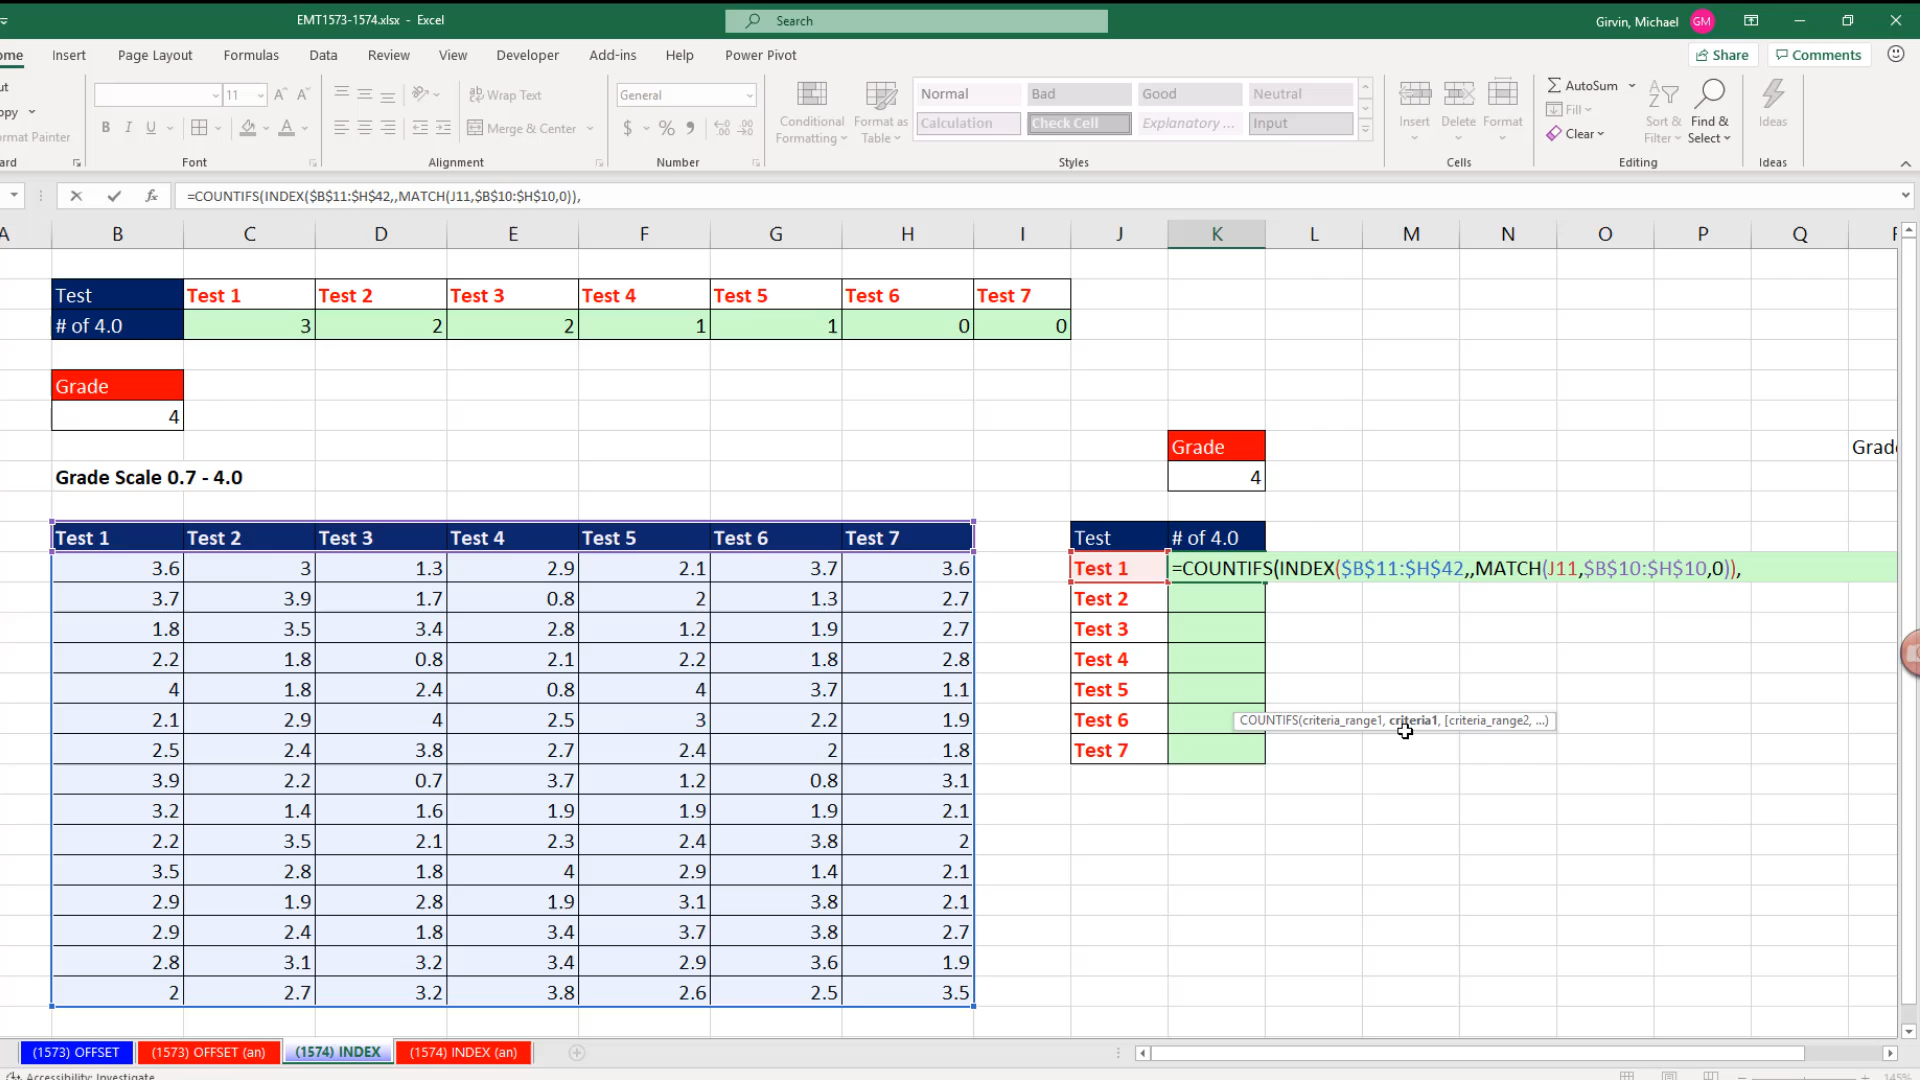 EMT1573-1574.xlsx - Excel
Search
Girvin, Michael
GM
ome Insert Page Layout Formulas Data Review View Developer Add-ins Help Power Pivot
Share Comments
ut
opy
ormat Painter
ard
11
B I U
Font
Wrap Text
Merge & Center
Alignment
General
$ % 9
Number
Conditional Formatting
Format as Table
Normal Bad Good Neutral
Calculation Check Cell Explanatory ... Input
Styles
Insert Delete Format
Cells
AutoSum
Fill
Clear
Sort & Filter
Find & Select
Editing
Ideas
Ideas
fx =COUNTIFS(INDEX($B$11:$H$42,,MATCH(J11,$B$10:$H$10,0)),
A B C D E F G H I J K L M N O P Q
Test Test 1 Test 2 Test 3 Test 4 Test 5 Test 6 Test 7
# of 4.0 3 2 2 1 1 0 0
Grade
4
Grade Grade
Grade Scale 0.7 - 4.0 4
Test 1 Test 2 Test 3 Test 4 Test 5 Test 6 Test 7 Test # of 4.0
3.6 3 1.3 2.9 2.1 3.7 3.6 Test 1 =COUNTIFS(INDEX($B$11:$H$42,,MATCH(J11,$B$10:$H$10,0)),
3.7 3.9 1.7 0.8 2 1.3 2.7 Test 2
1.8 3.5 3.4 2.8 1.2 1.9 2.7 Test 3
2.2 1.8 0.8 2.1 2.2 1.8 2.8 Test 4
4 1.8 2.4 0.8 4 3.7 1.1 Test 5
2.1 2.9 4 2.5 3 2.2 1.9 Test 6 COUNTIFS(criteria_range1, criteria1, [criteria_range2, ...)
2.5 2.4 3.8 2.7 2.4 2 1.8 Test 7
3.9 2.2 0.7 3.7 1.2 0.8 3.1
3.2 1.4 1.6 1.9 1.9 1.9 2.1
2.2 3.5 2.1 2.3 2.4 3.8 2
3.5 2.8 1.8 4 2.9 1.4 2.1
2.9 1.9 2.8 1.9 3.1 3.8 2.1
2.9 2.4 1.8 3.4 3.7 3.8 2.7
2.8 3.1 3.2 3.4 2.9 3.6 1.9
2 2.7 3.2 3.8 2.6 2.5 3.5
(1573) OFFSET (1573) OFFSET (an) (1574) INDEX (1574) INDEX (an)
Accessibility: Investigate 145%